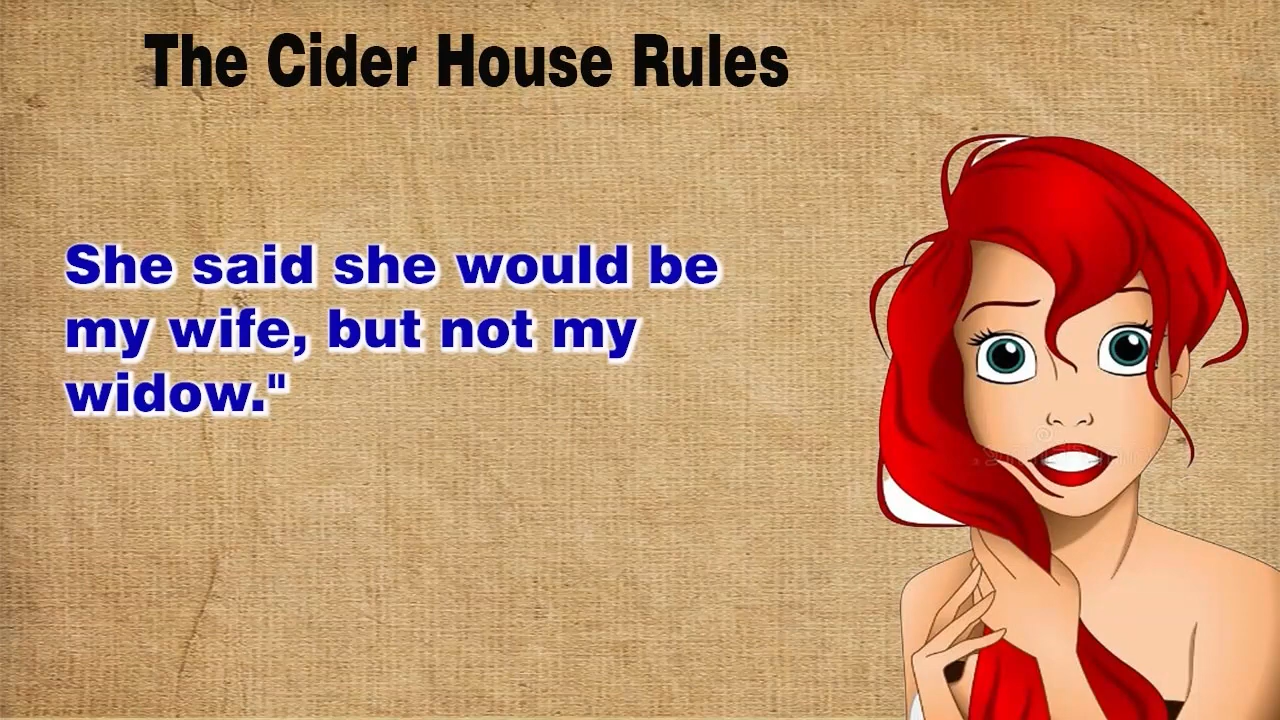 The Cider House Rules
She said she would be
my wife, but not my
widow."